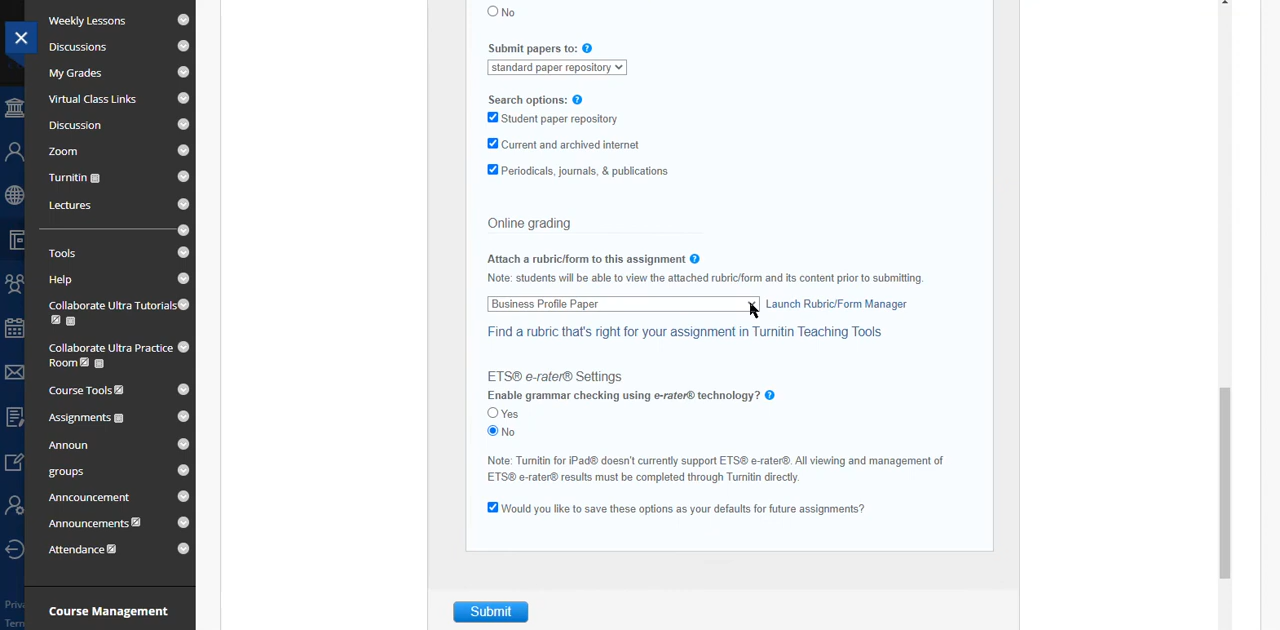 Weekly Lessons
Discussions
My Grades
Virtual Class Links
Discussion
Zoom
Turnitin
Lectures
Tools
Help
Collaborate Ultra Tutorials
Collaborate Ultra Practice
Room
Course Tools
Assignments
Announ
groups
Anncouncement
Announcements
Attendance
Course Management
No
Submit papers to:
standard paper repository
Search options:
Student paper repository
Current and archived internet
Periodicals, journals, & publications
Online grading
Attach a rubric/form to this assignment
Note: students will be able to view the attached rubric/form and its content prior to submitting.
Business Profile Paper
Launch Rubric/Form Manager
Find a rubric that's right for your assignment in Turnitin Teaching Tools
ETS® e-rater® Settings
Enable grammar checking using e-rater® technology?
Yes
No
Note: Turnitin for iPad® doesn't currently support ETS® e-rater®. All viewing and management of
ETS® e-rater® results must be completed through Turnitin directly.
Would you like to save these options as your defaults for future assignments?
Submit